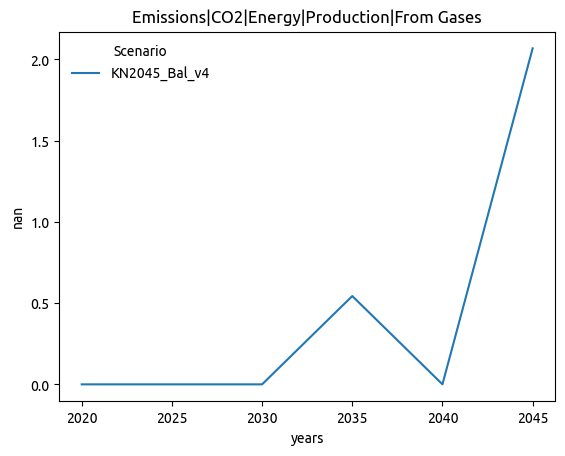 Emissions|CO2|Energy|Production|From Gases
Scenario
KN2045_Bal_v4
2.0
1.5
1.0
0.5
0.0
nan
2020 2025 2030 2035 2040 2045
years